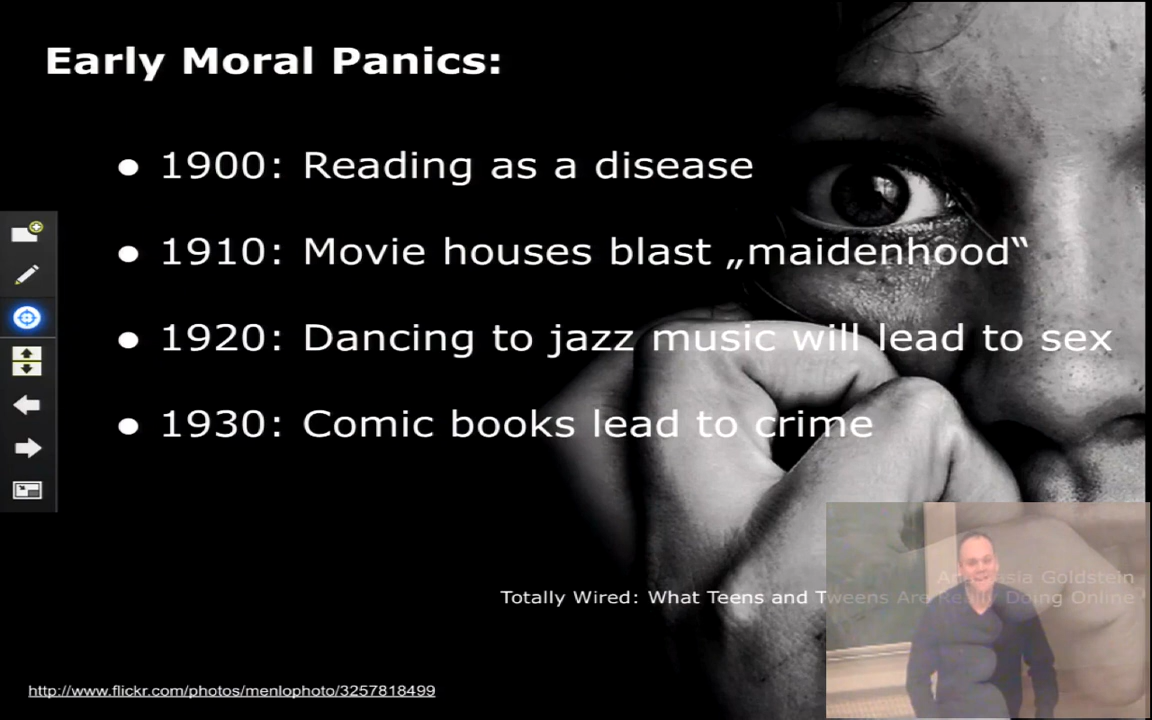 Early Moral Panics:
● 1900: Reading as a disease
● 1910: Movie houses blast „maidenhood“
● 1920: Dancing to jazz music will lead to sex
● 1930: Comic books lead to crime
Anastasia Goldstein
Totally Wired: What Teens and Tweens Are Really Doing Online
http://www.flickr.com/photos/menlophoto/3257818499